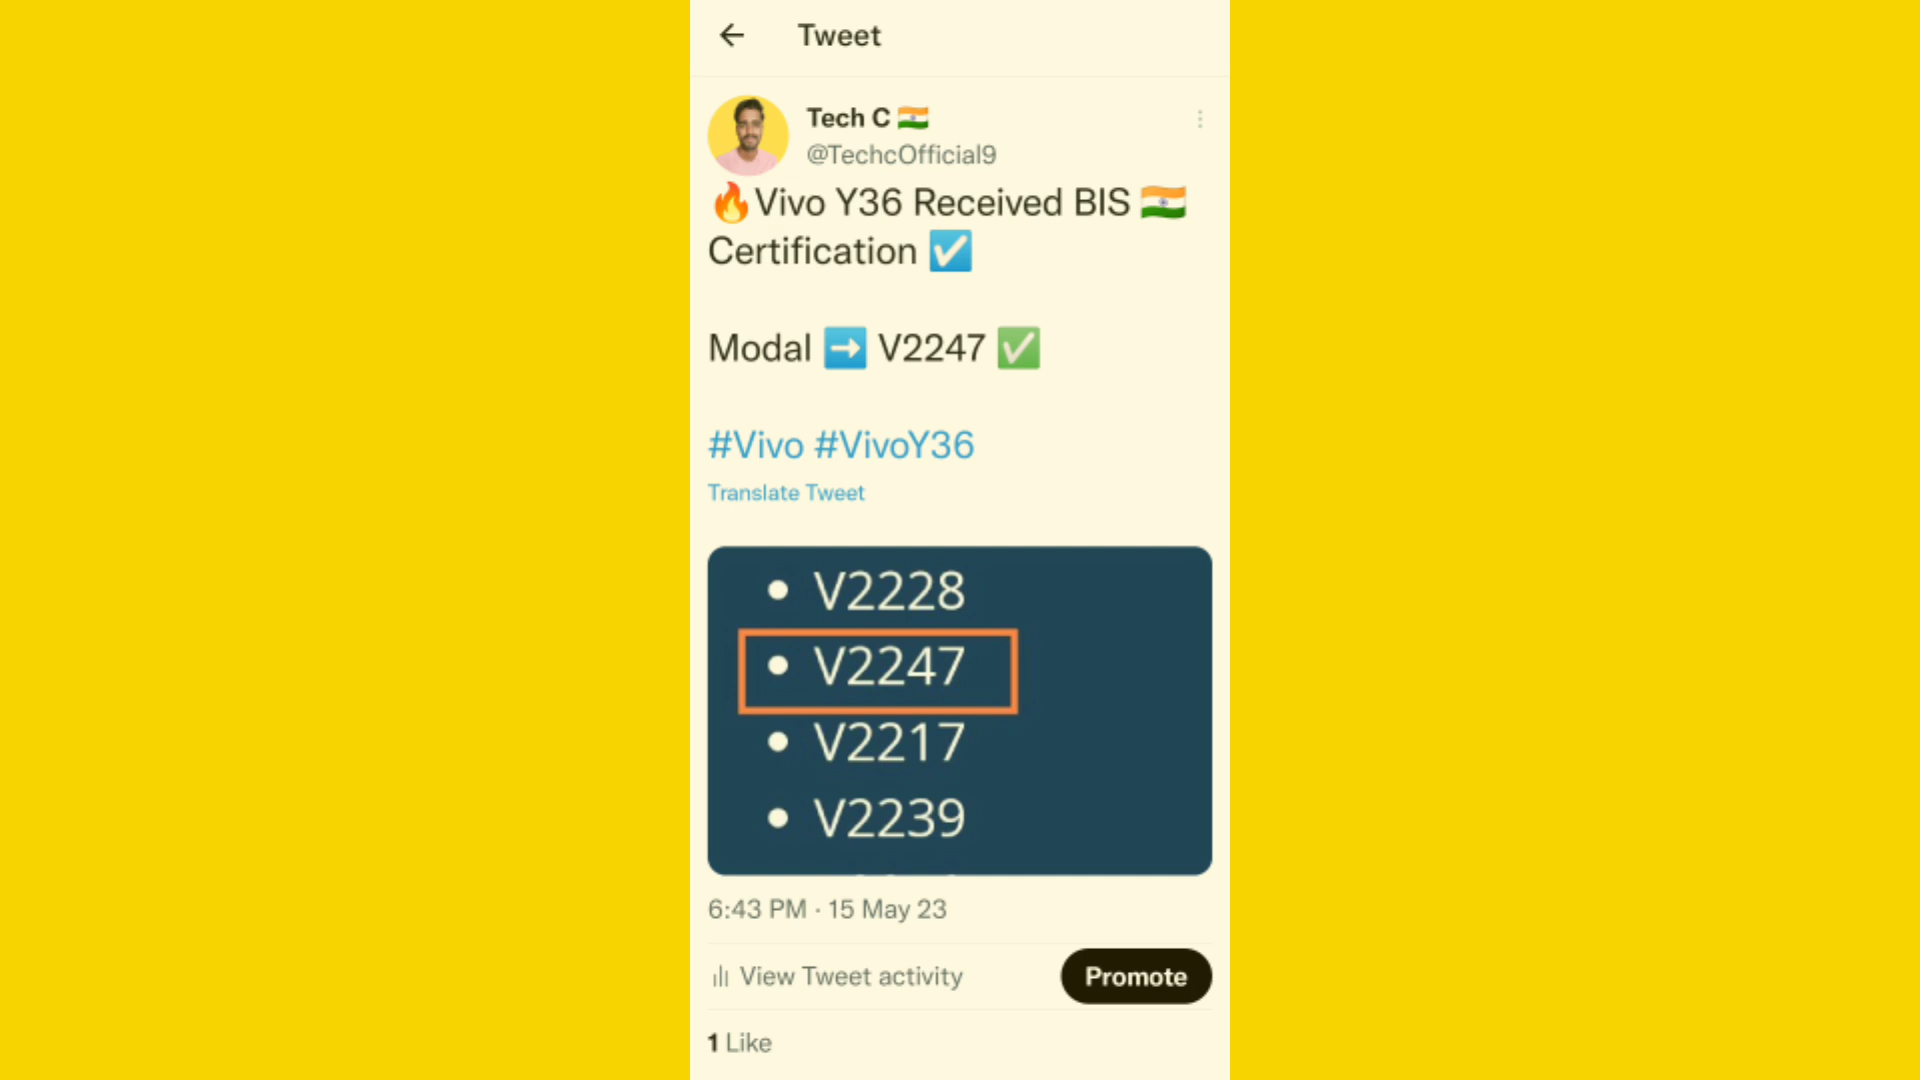 Tweet
Tech C 🇮🇳
@TechcOfficial9
🔥Vivo Y36 Received BIS 🇮🇳
Certification ☑️
Modal ➡️ V2247 ✅
#Vivo #VivoY36
Translate Tweet
• V2228
• V2247
• V2217
• V2239
6:43 PM · 15 May 23
View Tweet activity
Promote
1 Like